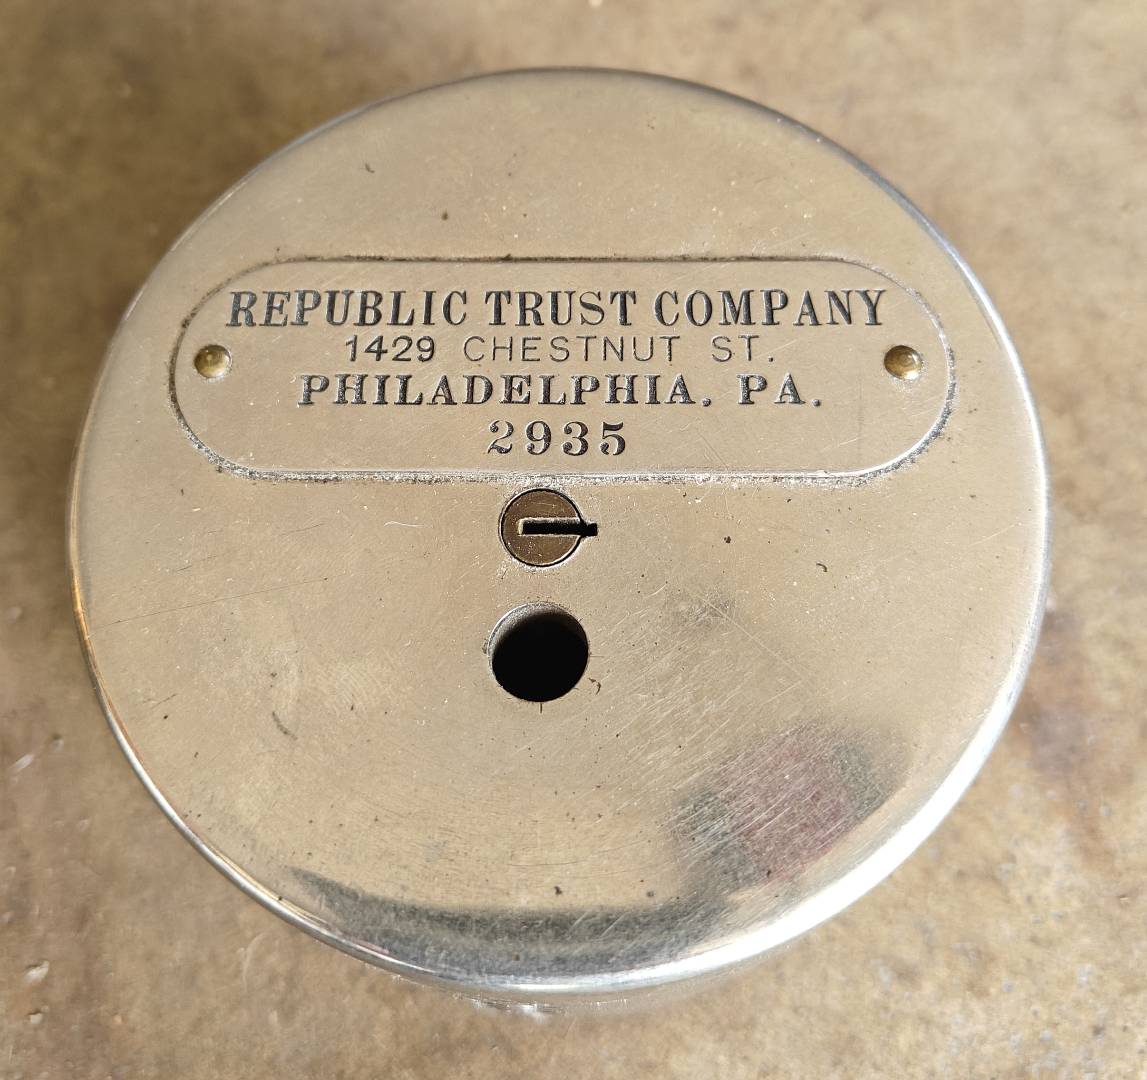 REPUBLIC TRUST COMPANY
1429 CHESTNUT ST.
PHILADELPHIA. PA.
2935